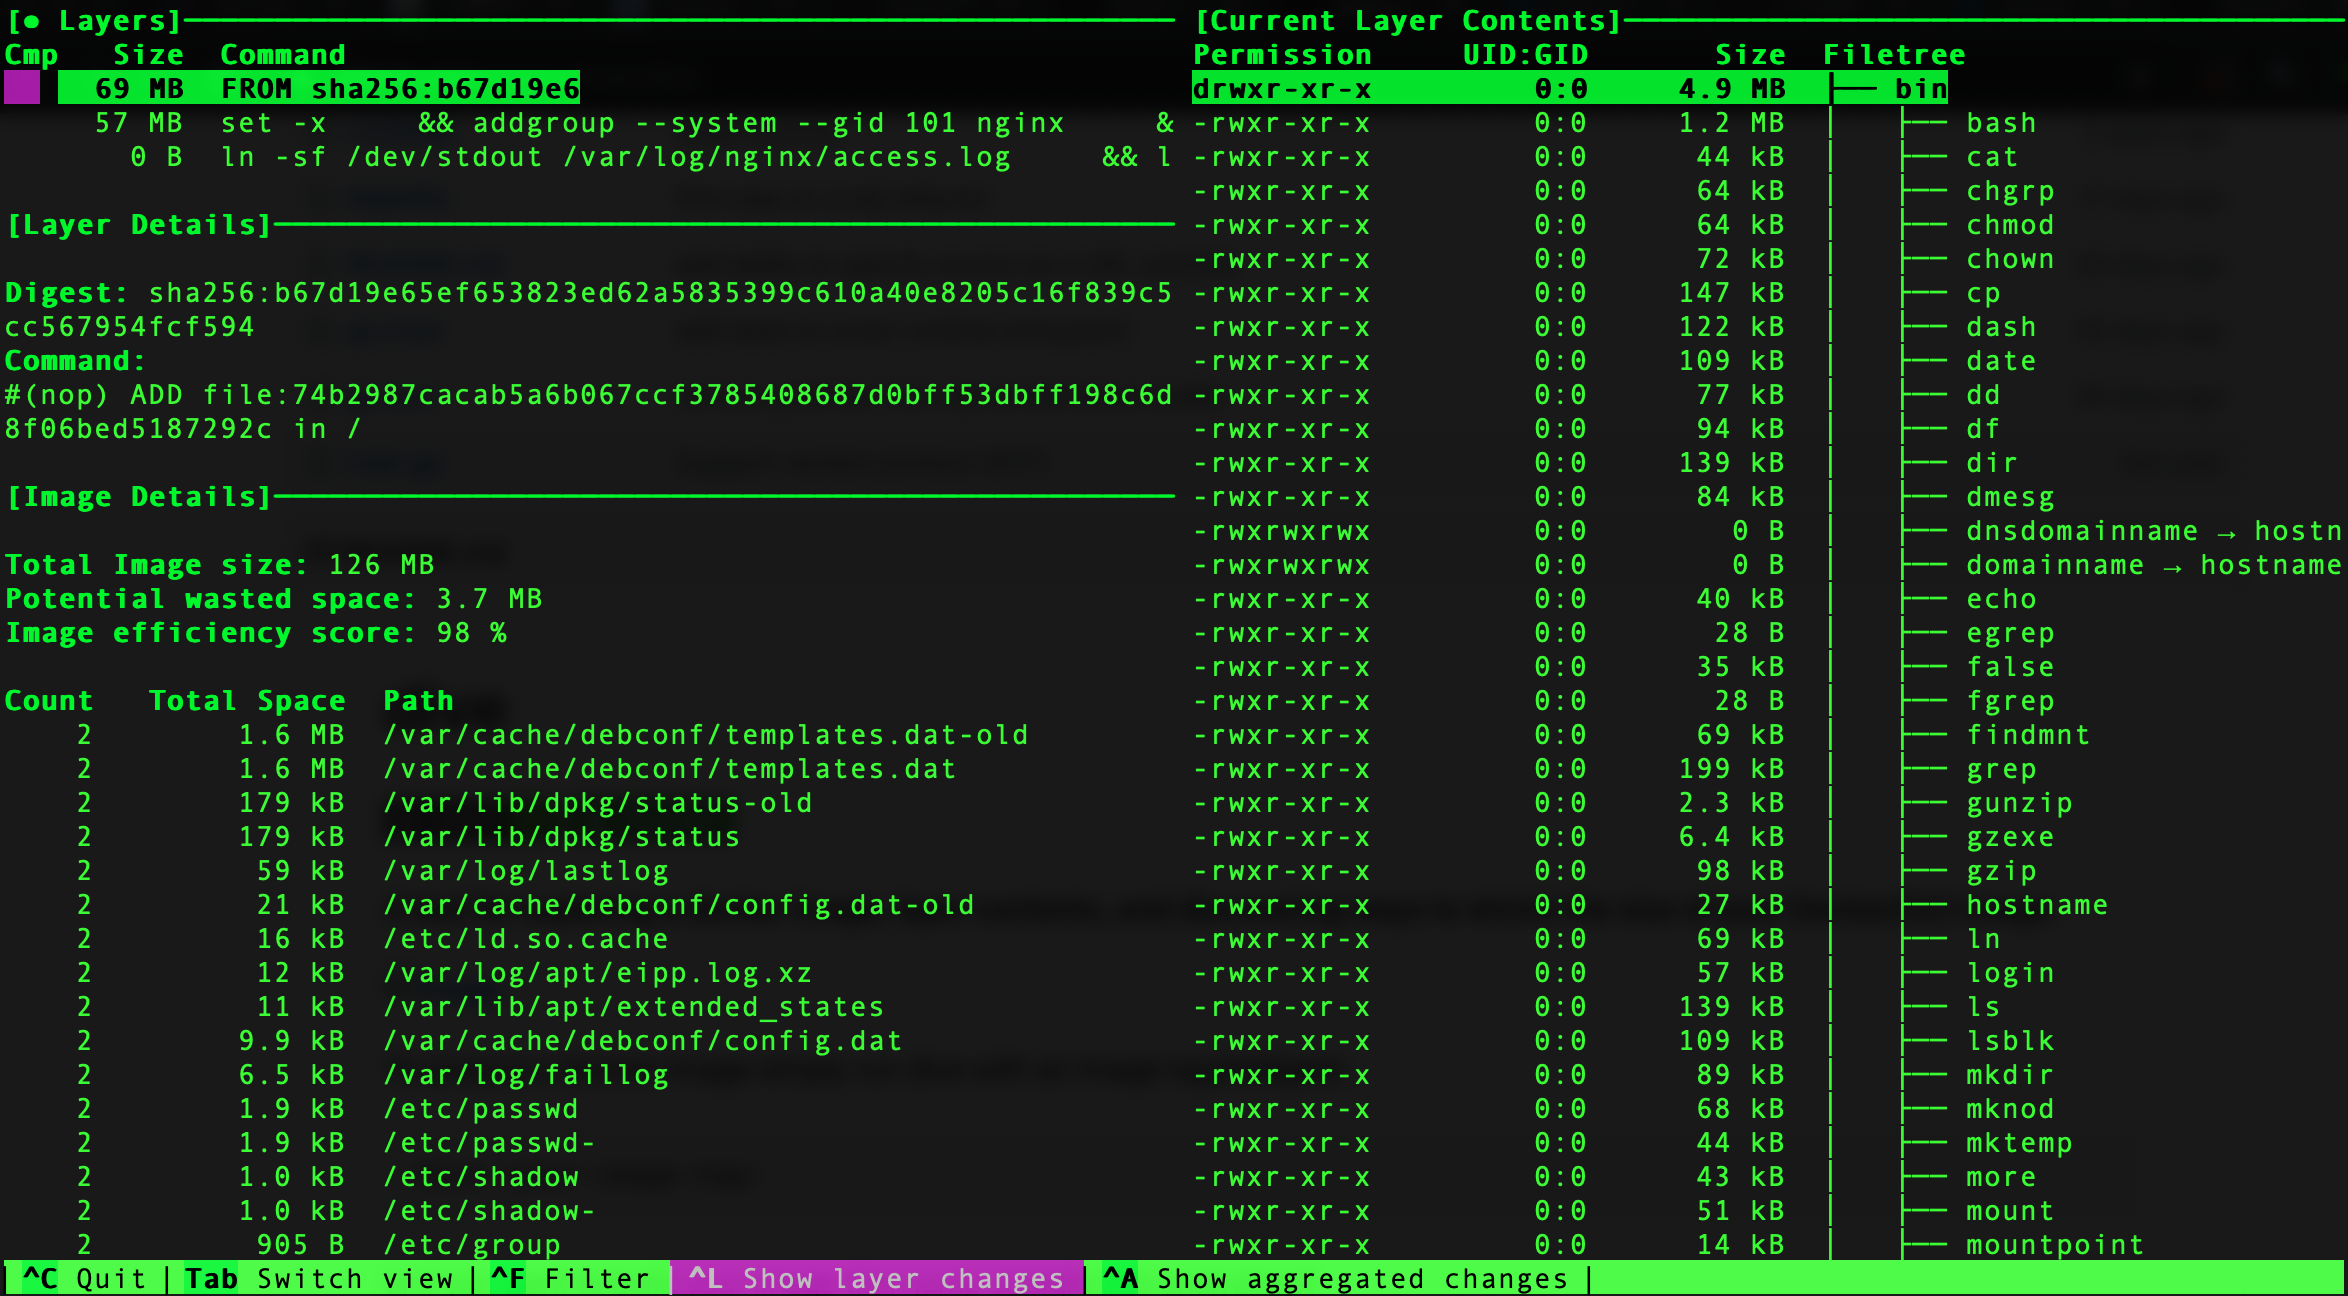 [● Layers]
Cmp Size Command
69 MB FROM sha256:b67d19e6
57 MB set -x && addgroup --system --gid 101 nginx &
0 B ln -sf /dev/stdout /var/log/nginx/access.log && l
[Layer Details]
Digest: sha256:b67d19e65ef653823ed62a5835399c610a40e8205c16f839c5
cc567954fcf594
Command:
#(nop) ADD file:74b2987cacab5a6b067ccf3785408687d0bff53dbff198c6d
8f06bed5187292c in /
[Image Details]
Total Image size: 126 MB
Potential wasted space: 3.7 MB
Image efficiency score: 98 %
Count Total Space Path
2 1.6 MB /var/cache/debconf/templates.dat-old
2 1.6 MB /var/cache/debconf/templates.dat
2 179 kB /var/lib/dpkg/status-old
2 179 kB /var/lib/dpkg/status
2 59 kB /var/log/lastlog
2 21 kB /var/cache/debconf/config.dat-old
2 16 kB /etc/ld.so.cache
2 12 kB /var/log/apt/eipp.log.xz
2 11 kB /var/lib/apt/extended_states
2 9.9 kB /var/cache/debconf/config.dat
2 6.5 kB /var/log/faillog
2 1.9 kB /etc/passwd
2 1.9 kB /etc/passwd-
2 1.0 kB /etc/shadow
2 1.0 kB /etc/shadow-
2 905 B /etc/group
[Current Layer Contents]
Permission UID:GID Size Filetree
drwxr-xr-x 0:0 4.9 MB ├── bin
-rwxr-xr-x 0:0 1.2 MB │ ├── bash
-rwxr-xr-x 0:0 44 kB │ ├── cat
-rwxr-xr-x 0:0 64 kB │ ├── chgrp
-rwxr-xr-x 0:0 64 kB │ ├── chmod
-rwxr-xr-x 0:0 72 kB │ ├── chown
-rwxr-xr-x 0:0 147 kB │ ├── cp
-rwxr-xr-x 0:0 122 kB │ ├── dash
-rwxr-xr-x 0:0 109 kB │ ├── date
-rwxr-xr-x 0:0 77 kB │ ├── dd
-rwxr-xr-x 0:0 94 kB │ ├── df
-rwxr-xr-x 0:0 139 kB │ ├── dir
-rwxr-xr-x 0:0 84 kB │ ├── dmesg
-rwxrwxrwx 0:0 0 B │ ├── dnsdomainname → hostn
-rwxrwxrwx 0:0 0 B │ ├── domainname → hostname
-rwxr-xr-x 0:0 40 kB │ ├── echo
-rwxr-xr-x 0:0 28 B │ ├── egrep
-rwxr-xr-x 0:0 35 kB │ ├── false
-rwxr-xr-x 0:0 28 B │ ├── fgrep
-rwxr-xr-x 0:0 69 kB │ ├── findmnt
-rwxr-xr-x 0:0 199 kB │ ├── grep
-rwxr-xr-x 0:0 2.3 kB │ ├── gunzip
-rwxr-xr-x 0:0 6.4 kB │ ├── gzexe
-rwxr-xr-x 0:0 98 kB │ ├── gzip
-rwxr-xr-x 0:0 27 kB │ ├── hostname
-rwxr-xr-x 0:0 69 kB │ ├── ln
-rwxr-xr-x 0:0 57 kB │ ├── login
-rwxr-xr-x 0:0 139 kB │ ├── ls
-rwxr-xr-x 0:0 109 kB │ ├── lsblk
-rwxr-xr-x 0:0 89 kB │ ├── mkdir
-rwxr-xr-x 0:0 68 kB │ ├── mknod
-rwxr-xr-x 0:0 44 kB │ ├── mktemp
-rwxr-xr-x 0:0 43 kB │ ├── more
-rwxr-xr-x 0:0 51 kB │ ├── mount
-rwxr-xr-x 0:0 14 kB │ ├── mountpoint
^C Quit | Tab Switch view | ^F Filter | ^L Show layer changes | ^A Show aggregated changes |